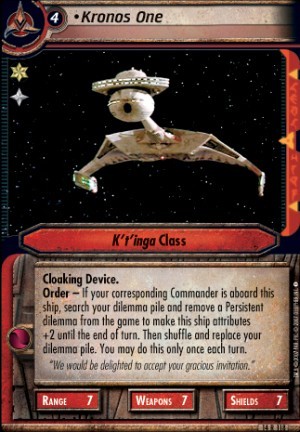 4 • Kronos One
K't'inga Class
Cloaking Device.
Order – If your corresponding Commander is aboard this
ship, search your dilemma pile and remove a Persistent
dilemma from the game to make this ship attributes
+2 until the end of turn. Then shuffle and replace your
dilemma pile. You may do this only once each turn.
"We would be delighted to accept your gracious invitation."
RANGE 7 WEAPONS 7 SHIELDS 7